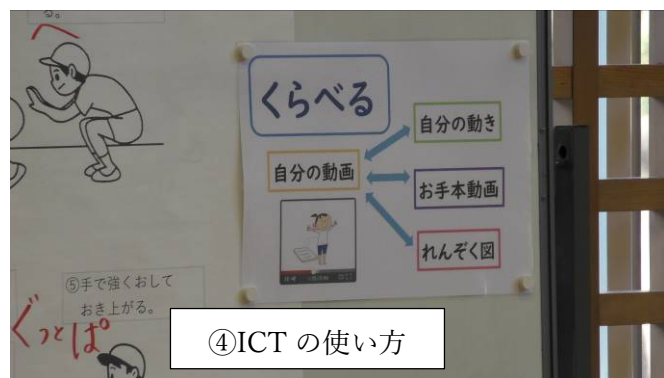 る。
くらべる
自分の動き
自分の動画
お手本動画
れんぞく図
⑤手で強くおして
おき上がる。
ぐっとぱ
④ICT の使い方